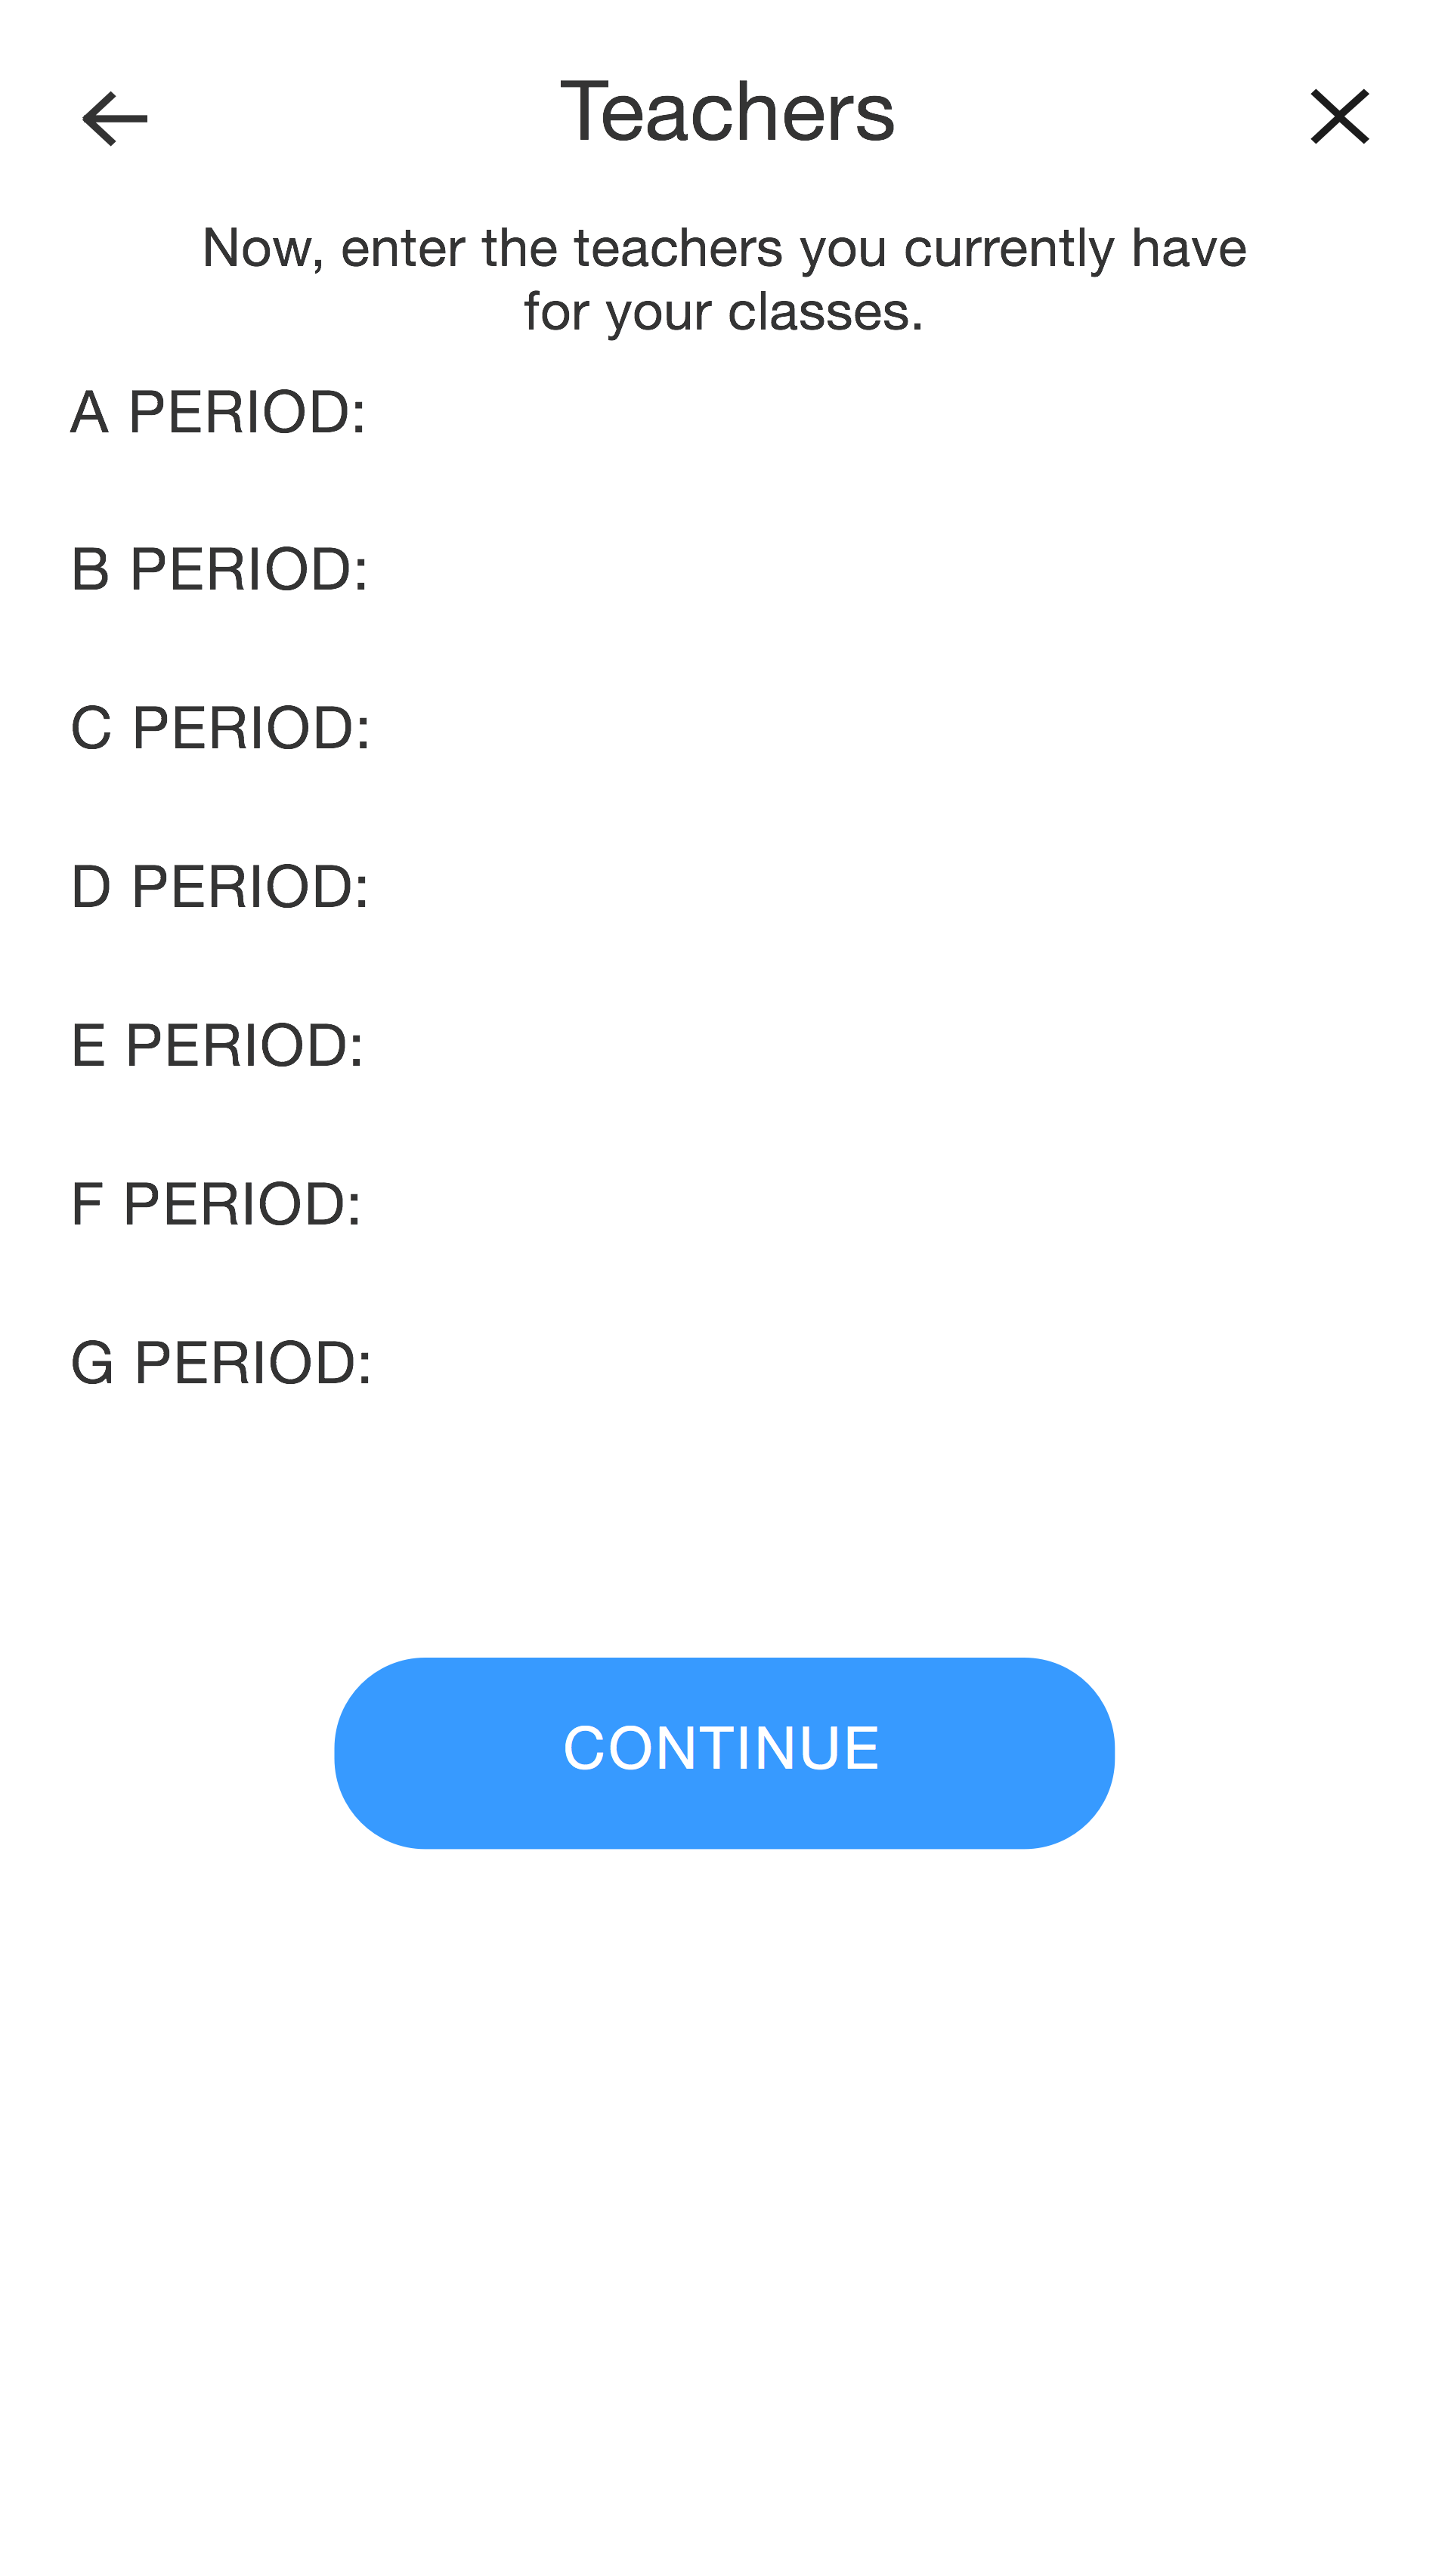 Teachers
Now, enter the teachers you currently have
for your classes.
A PERIOD:
B PERIOD:
C PERIOD:
D PERIOD:
E PERIOD:
F PERIOD:
G PERIOD:
CONTINUE